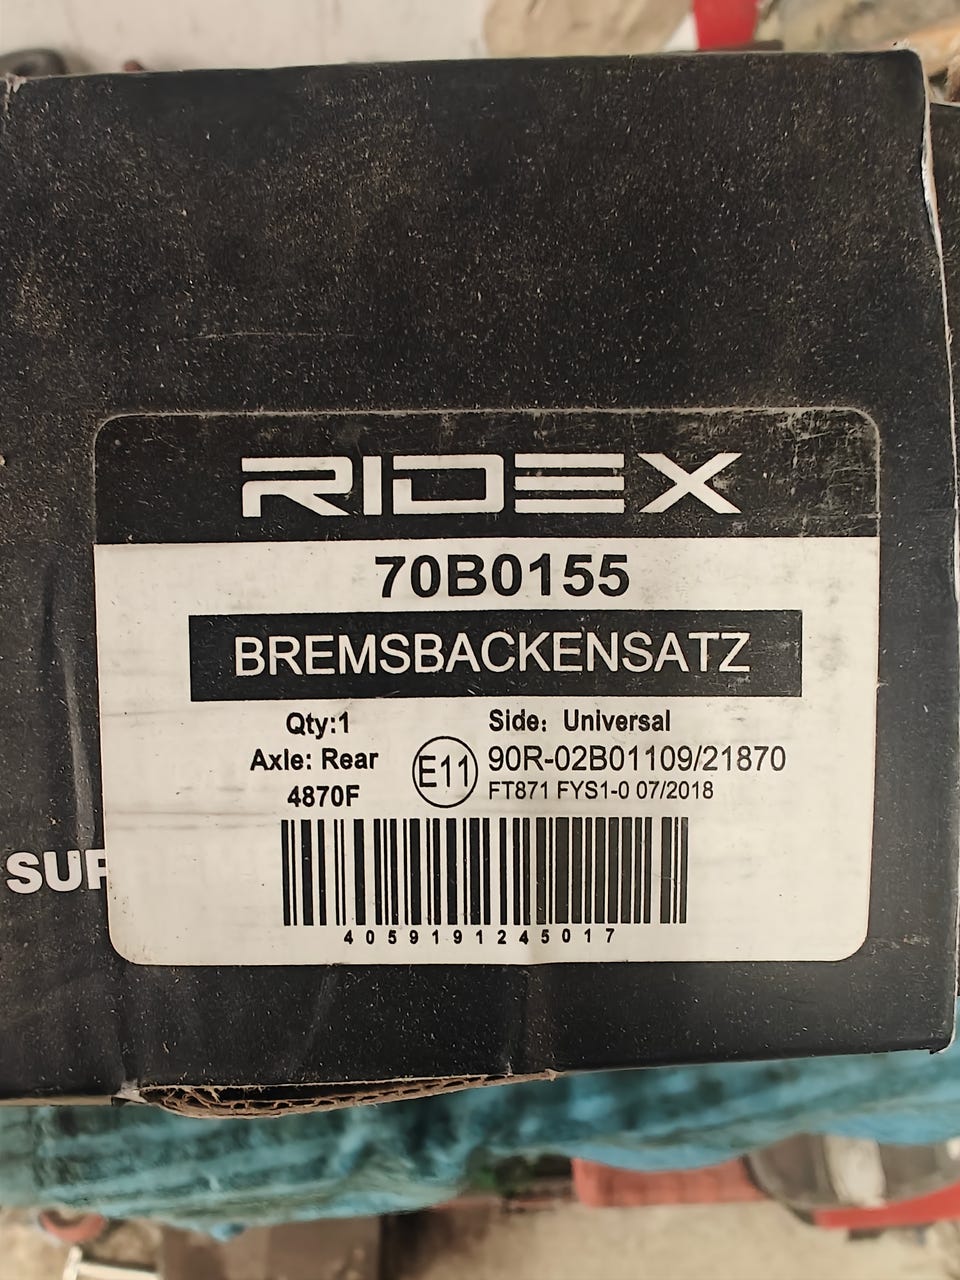 RIDEX
70B0155
BREMSBACKENSATZ
Qty:1 Side: Universal
Axle: Rear E11 90R-02B01109/21870
4870F FT871 FYS1-0 07/2018
SUP
4059191245017